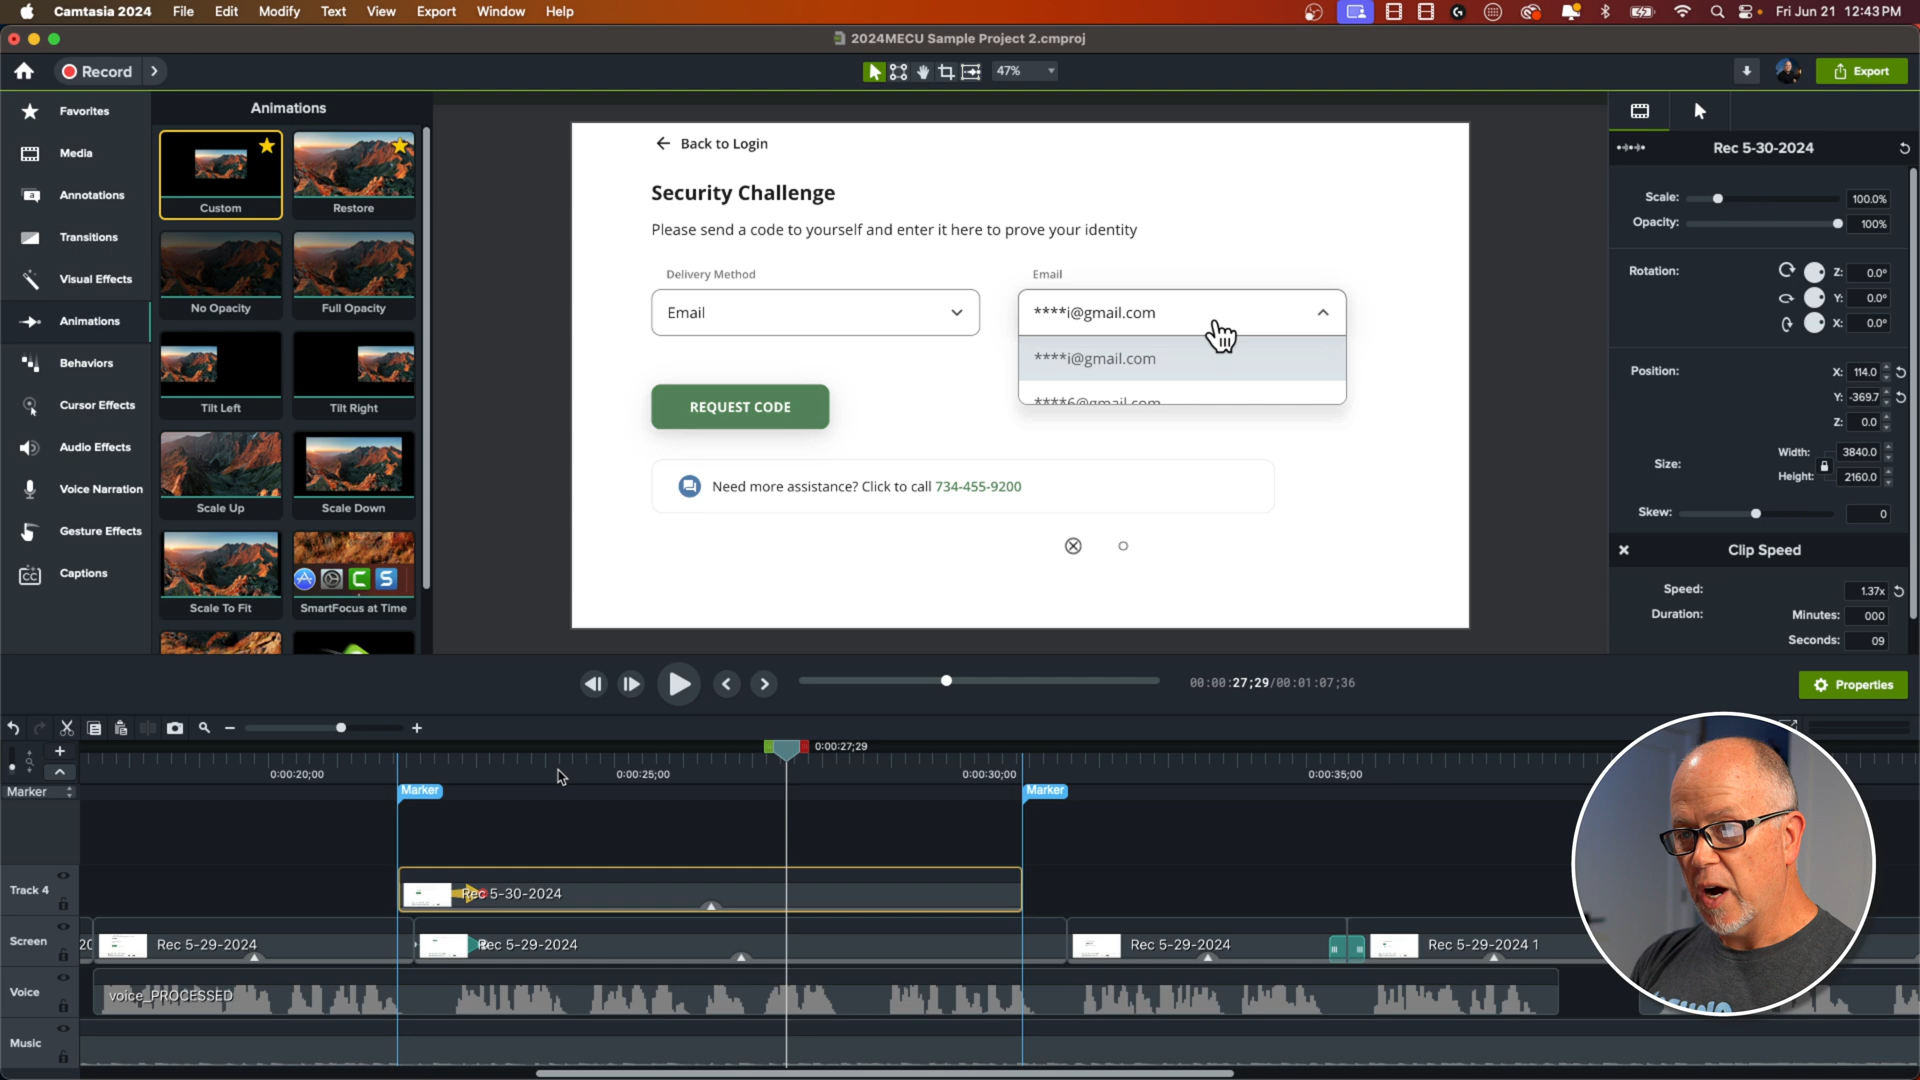 Camtasia 2024 File Edit Modify Text View Export Window Help Fri Jun 21 12:43 PM
2024MECU Sample Project 2.cmproj
Record 47% Export
Favorites
Media
Annotations
Transitions
Visual Effects
Animations
Behaviors
Cursor Effects
Audio Effects
Voice Narration
Gesture Effects
Captions
Animations
Custom Restore
No Opacity Full Opacity
Tilt Left Tilt Right
Scale Up Scale Down
Scale To Fit SmartFocus at Time
Back to Login
Security Challenge
Please send a code to yourself and enter it here to prove your identity
Delivery Method Email
Email ****i@gmail.com
****i@gmail.com
****6@gmail.com
REQUEST CODE
Need more assistance? Click to call 734-455-9200
Rec 5-30-2024
Scale: 100.0%
Opacity: 100%
Rotation: Z: 0.0°
Y: 0.0°
X: 0.0°
Position: X: 114.0
Y: -369.7
Z: 0.0
Size: Width: 3840.0
Height: 2160.0
Skew: 0
Clip Speed
Speed: 1.37x
Duration: Minutes: 000
Seconds: 09
00:00:27;29/00:01:07;36
Properties
0:00:27;29
0:00:20;00 0:00:25;00 0:00:30;00 0:00:35;00
Marker Marker Marker
Track 4 Rec 5-30-2024
Screen Rec 5-29-2024 Rec 5-29-2024 Rec 5-29-2024 Rec 5-29-2024 1
Voice voice_PROCESSED
Music